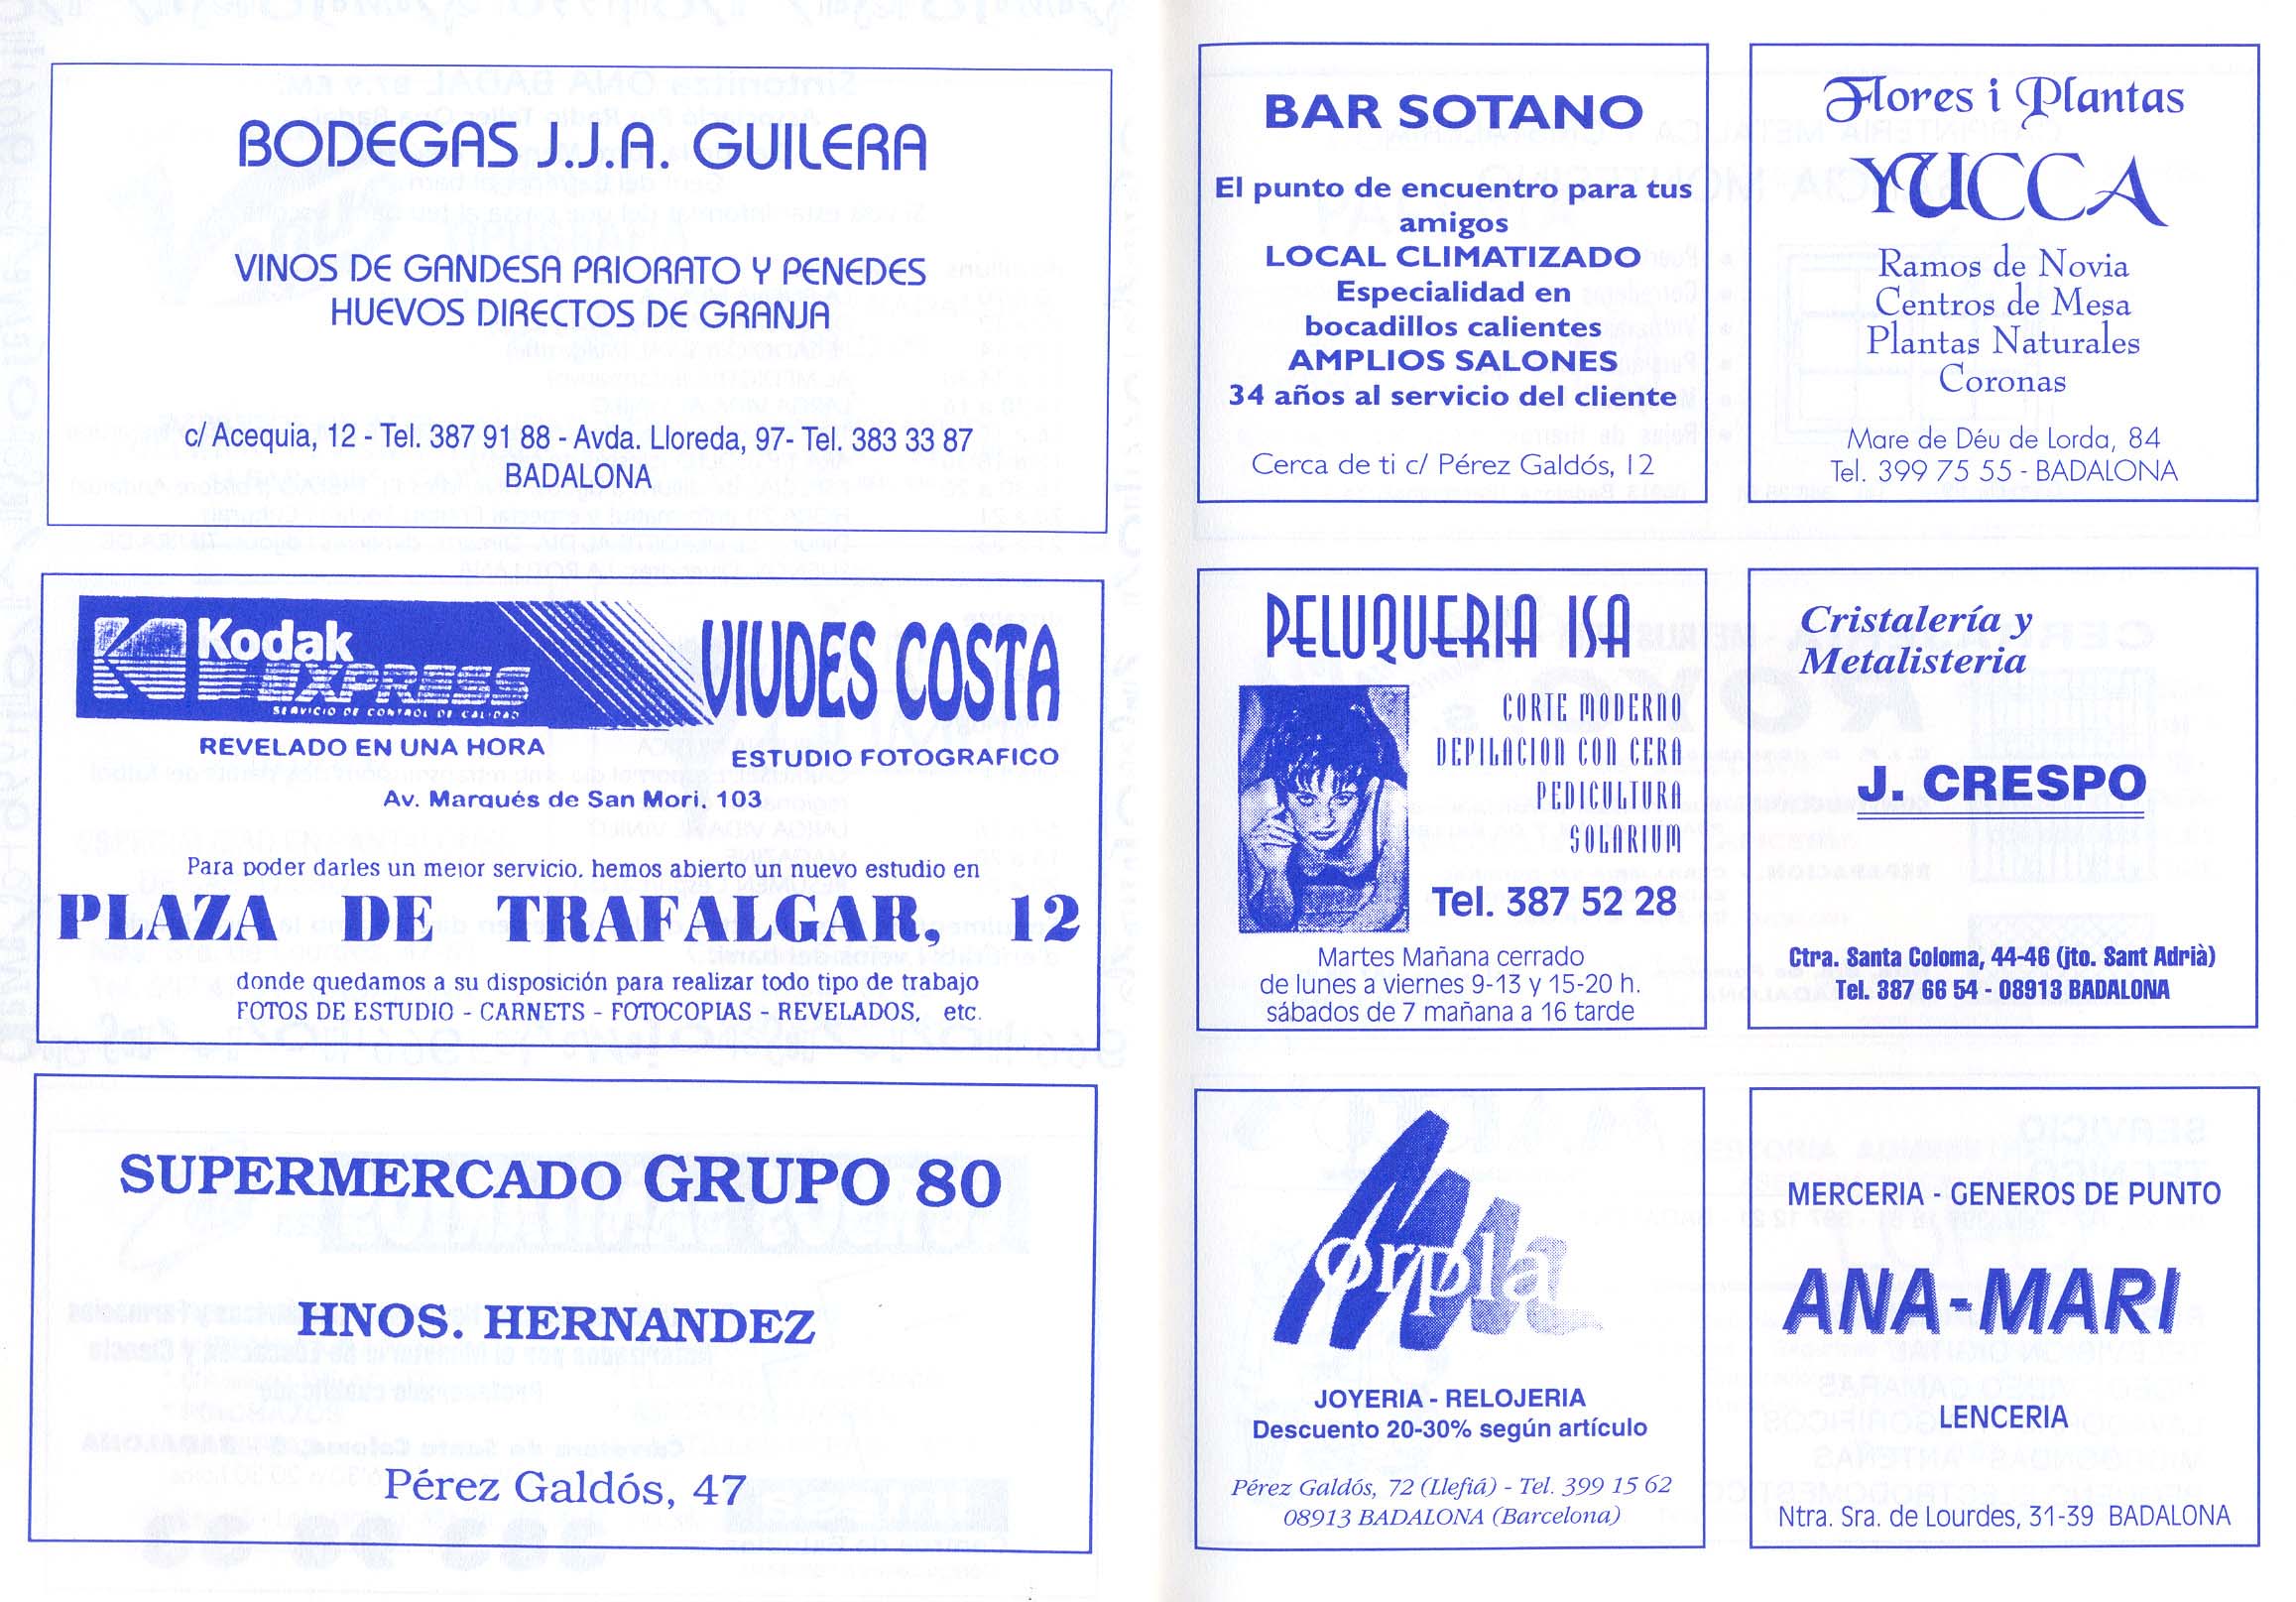 BODEGAS J.J.A. GUILERA
VINOS DE GANDESA PRIORATO Y PENEDES
HUEVOS DIRECTOS DE GRANJA
c/ Acequia, 12 - Tel. 387 91 88 - Avda. Lloreda, 97- Tel. 383 33 87
BADALONA
Kodak
EXPRESS
SERVICIO DE CONTROL DE CALIDAD
VIUDES COSTA
REVELADO EN UNA HORA
ESTUDIO FOTOGRAFICO
Av. Marqués de San Mori, 103
Para poder darles un mejor servicio, hemos abierto un nuevo estudio en
PLAZA DE TRAFALGAR, 12
donde quedamos a su disposición para realizar todo tipo de trabajo
FOTOS DE ESTUDIO - CARNETS - FOTOCOPIAS - REVELADOS, etc.
SUPERMERCADO GRUPO 80
HNOS. HERNANDEZ
Pérez Galdós, 47
BAR SOTANO
El punto de encuentro para tus
amigos
LOCAL CLIMATIZADO
Especialidad en
bocadillos calientes
AMPLIOS SALONES
34 años al servicio del cliente
Cerca de ti c/ Pérez Galdós, 12
Flores i Plantas
YUCCA
Ramos de Novia
Centros de Mesa
Plantas Naturales
Coronas
Mare de Déu de Lorda, 84
Tel. 399 75 55 - BADALONA
PELUQUERIA ISA
CORTE MODERNO
DEPILACION CON CERA
PEDICULTURA
SOLARIUM
Tel. 387 52 28
Martes Mañana cerrado
de lunes a viernes 9-13 y 15-20 h.
sábados de 7 mañana a 16 tarde
Cristalería y
Metalisteria
J. CRESPO
Ctra. Santa Coloma, 44-46 (jto. Sant Adrià)
Tel. 387 66 54 - 08913 BADALONA
Morpla
JOYERIA - RELOJERIA
Descuento 20-30% según artículo
Pérez Galdós, 72 (Llefiá) - Tel. 399 15 62
08913 BADALONA (Barcelona)
MERCERIA - GENEROS DE PUNTO
ANA-MARI
LENCERIA
Ntra. Sra. de Lourdes, 31-39 BADALONA